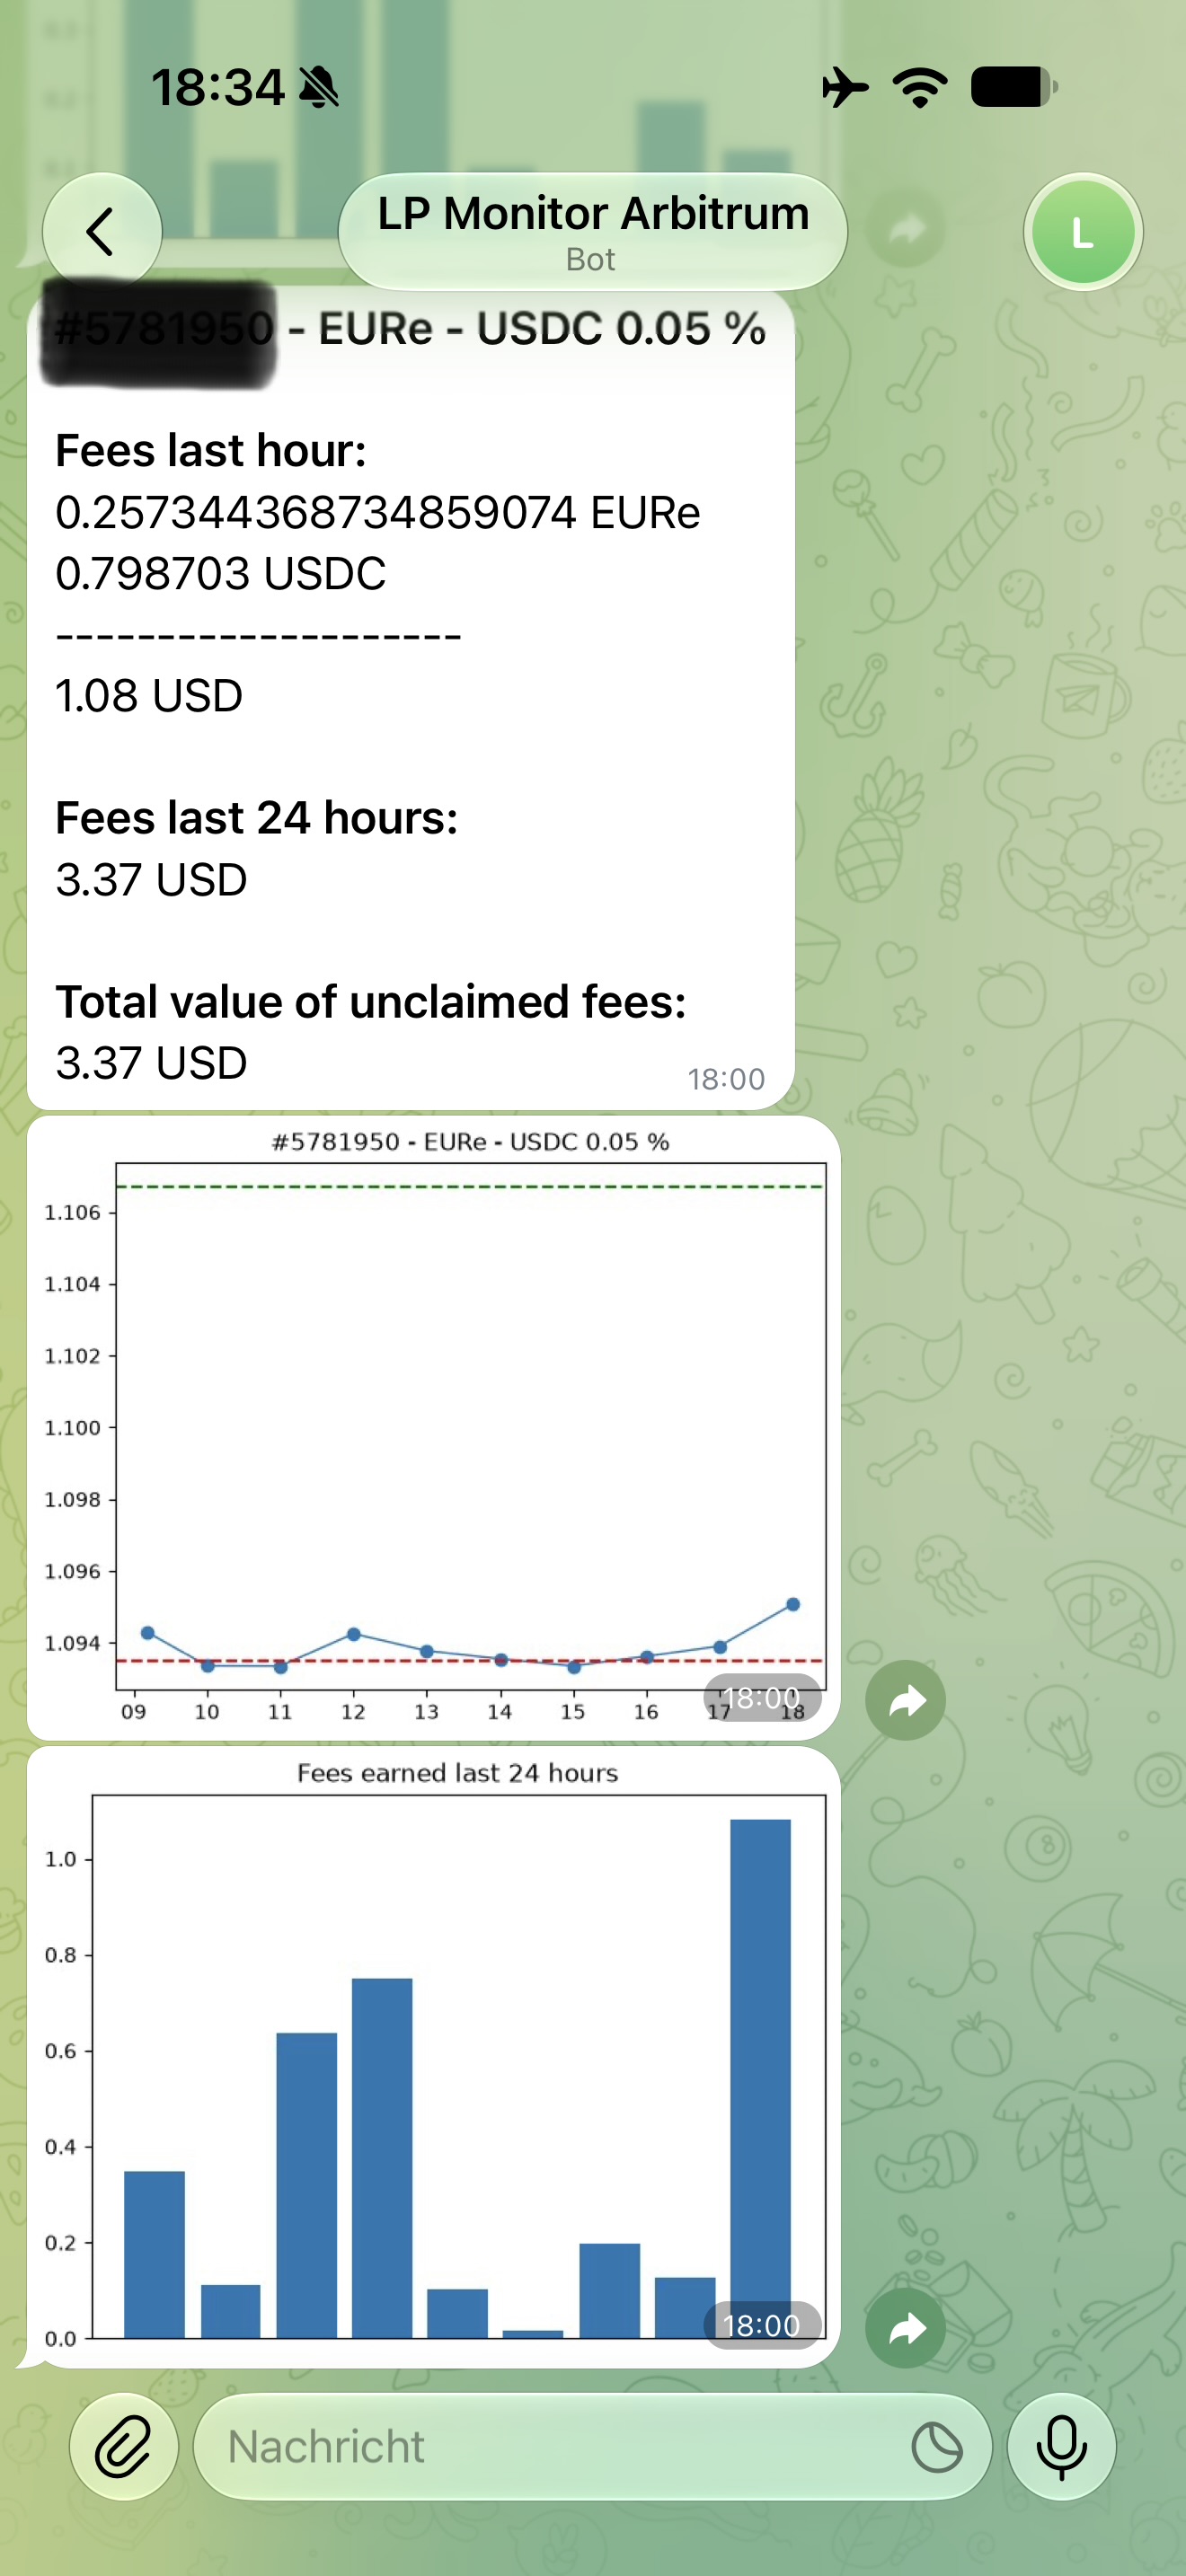 18:34
LP Monitor Arbitrum
Bot
L
#5781950 - EURe - USDC 0.05 %
Fees last hour:
0.257344368734859074 EURe
0.798703 USDC
--------------------
1.08 USD
Fees last 24 hours:
3.37 USD
Total value of unclaimed fees:
3.37 USD
18:00
#5781950 - EURe - USDC 0.05 %
1.106
1.104
1.102
1.100
1.098
1.096
1.094
09 10 11 12 13 14 15 16 17 18
18:00
Fees earned last 24 hours
1.0
0.8
0.6
0.4
0.2
0.0
18:00
Nachricht